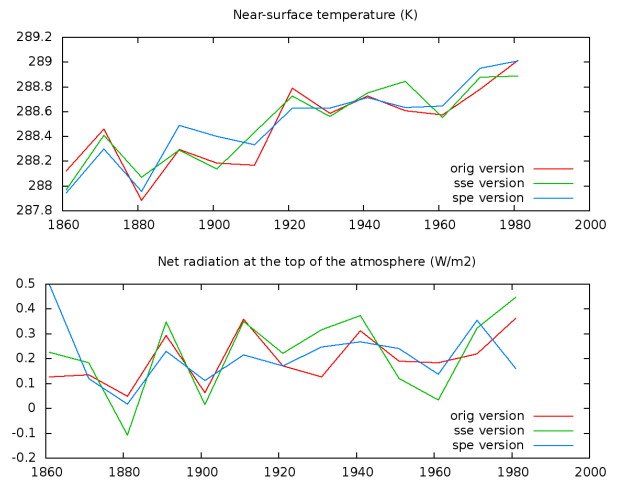 Near-surface temperature (K)
289.2
289
288.8
288.6
288.4
288.2
288
287.8
orig version
sse version
spe version
1860 1880 1900 1920 1940 1960 1980 2000
Net radiation at the top of the atmosphere (W/m2)
0.5
0.4
0.3
0.2
0.1
0
-0.1
-0.2
orig version
sse version
spe version
1860 1880 1900 1920 1940 1960 1980 2000